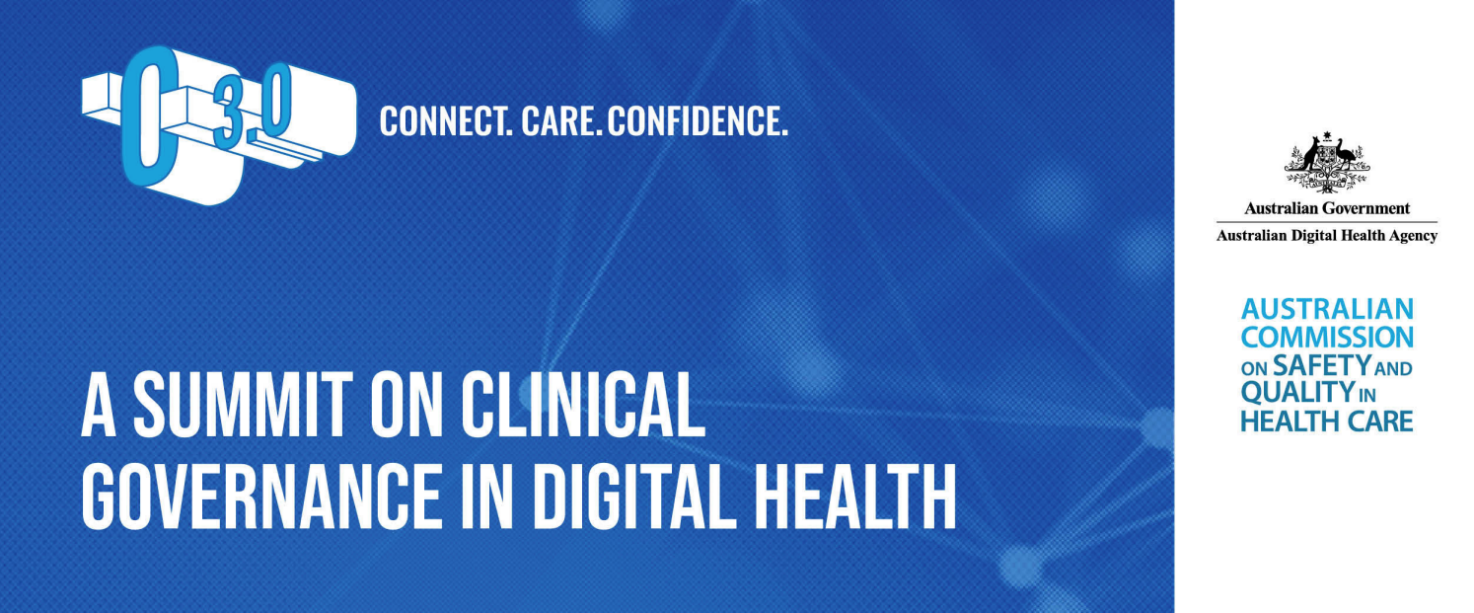 C 3.0
CONNECT. CARE. CONFIDENCE.
A SUMMIT ON CLINICAL
GOVERNANCE IN DIGITAL HEALTH
Australian Government
Australian Digital Health Agency
AUSTRALIAN
COMMISSION
ON SAFETY AND
QUALITY IN
HEALTH CARE